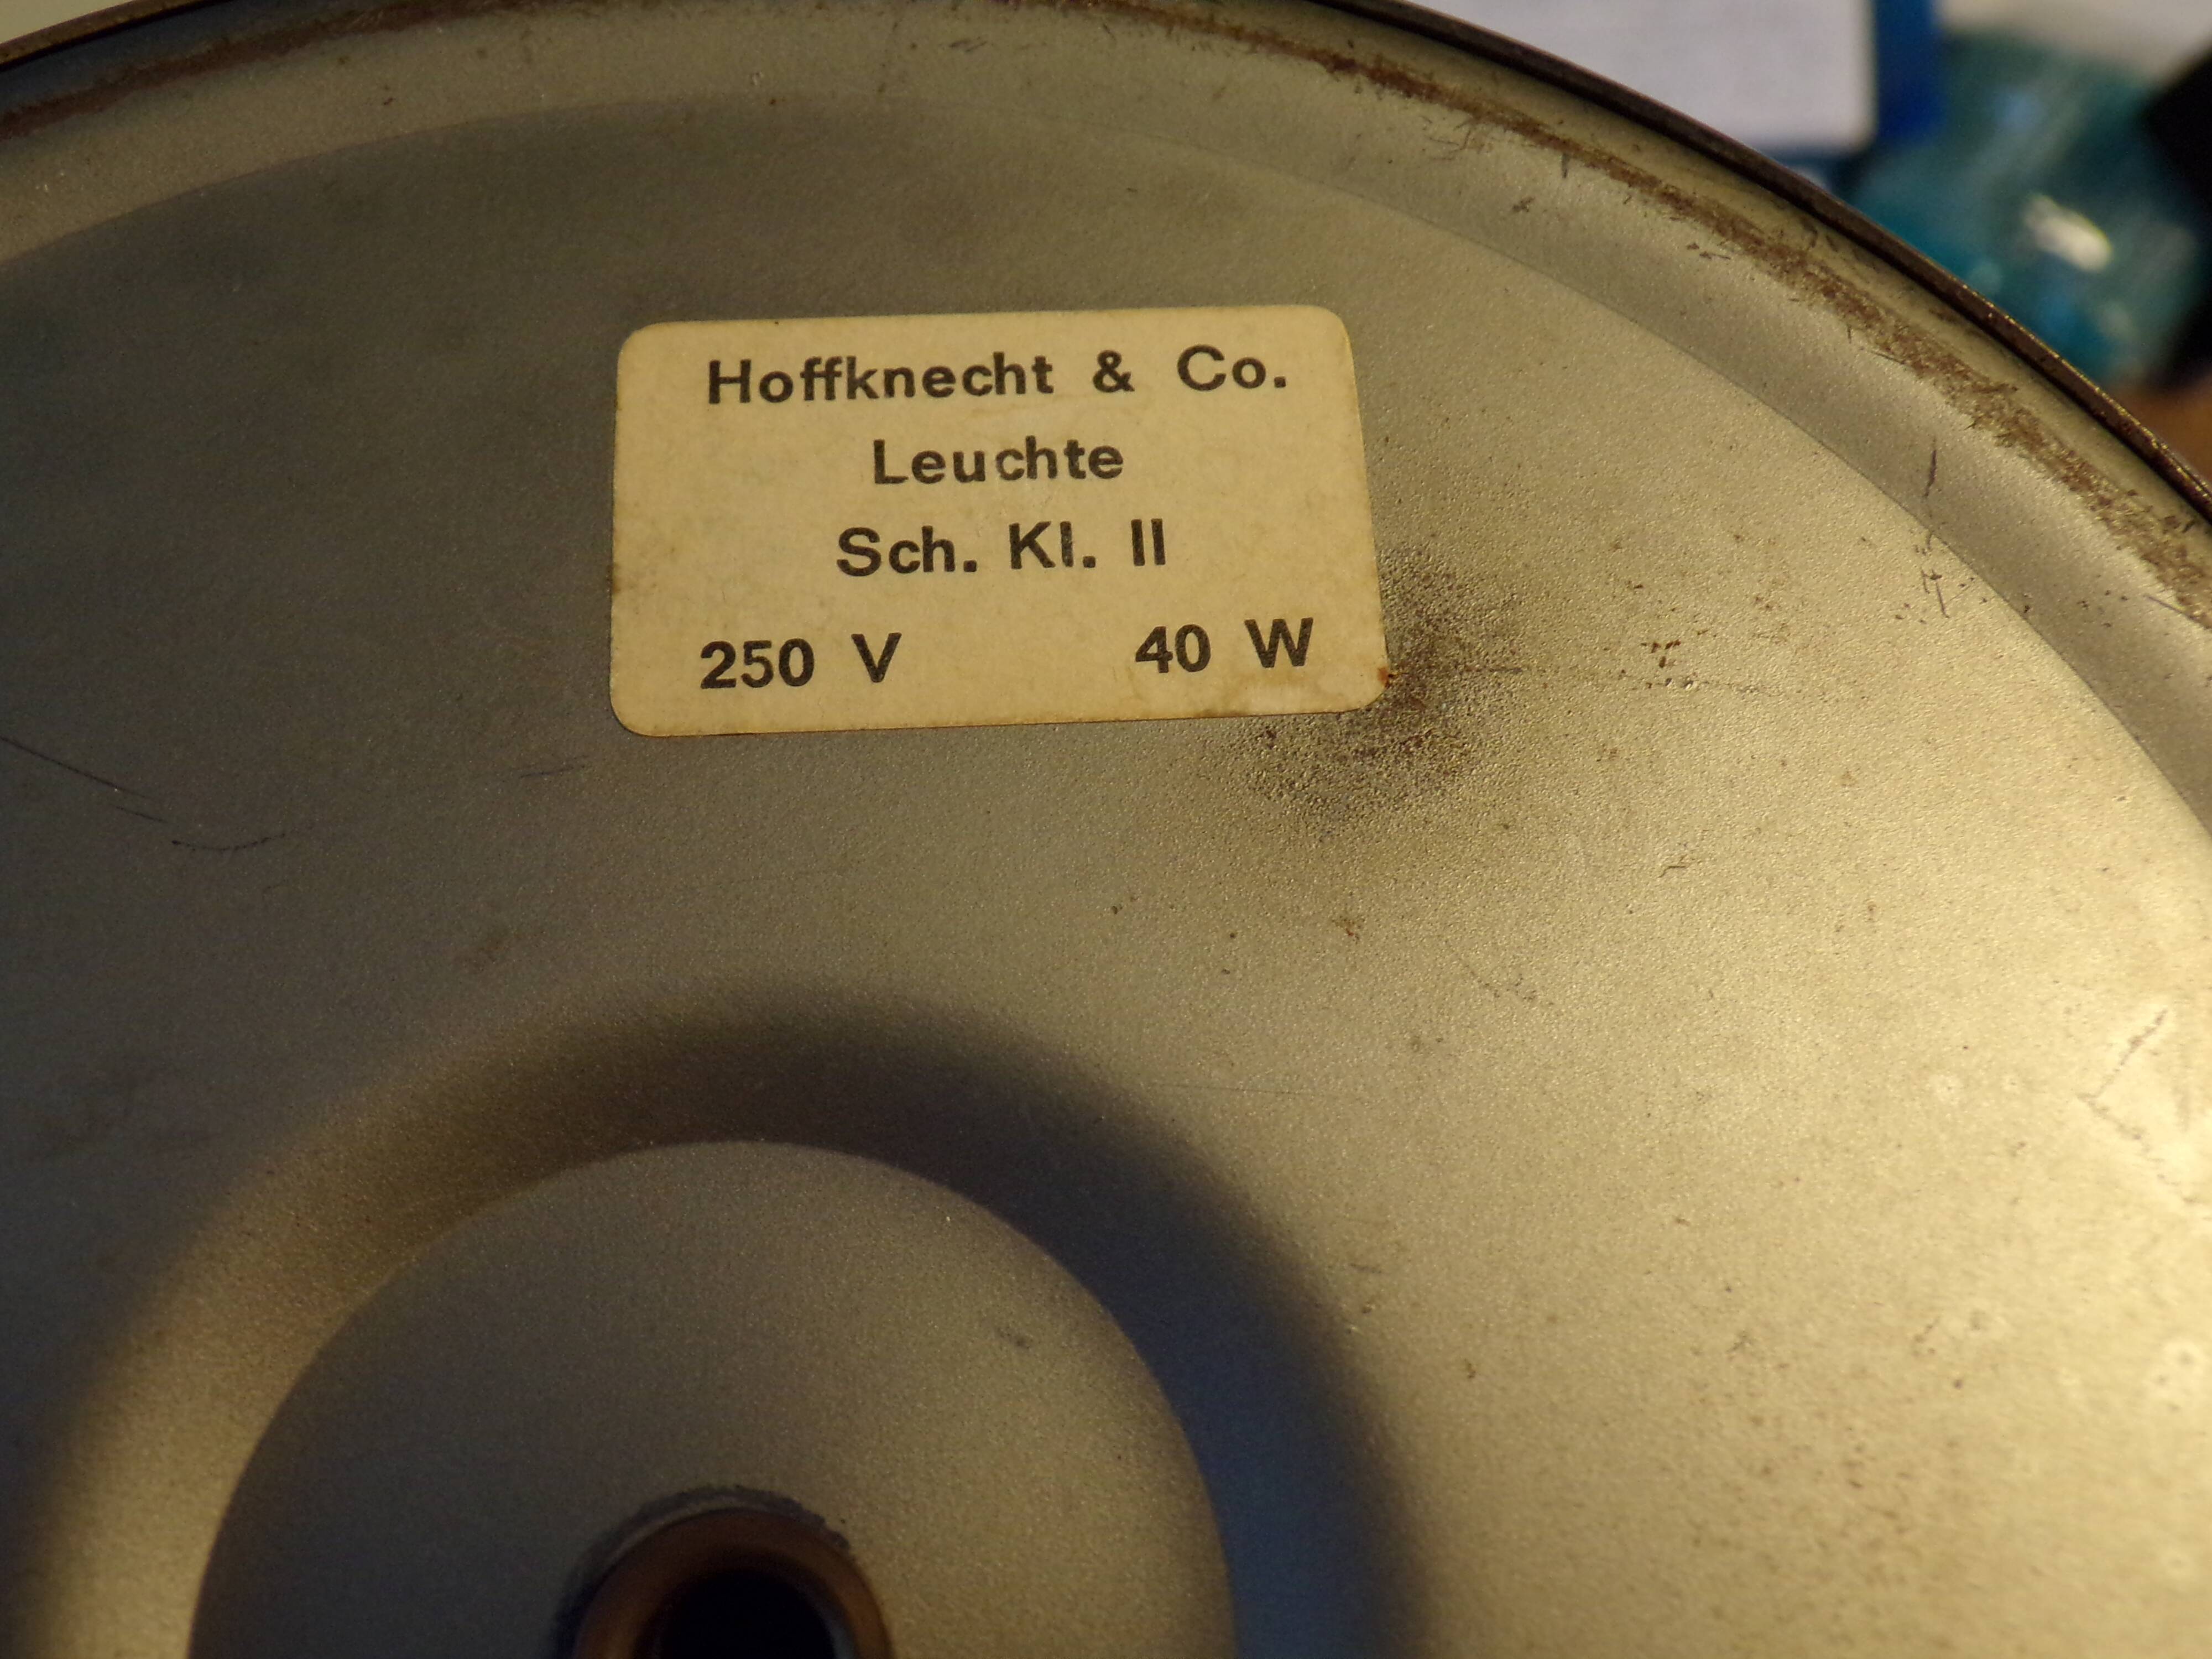 Hoffknecht & Co.
Leuchte
Sch. Kl. II
250 V 40 W